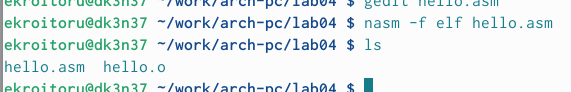 ekroitoru@dk3n37 ~/work/arch-pc/lab04 $ gedit hello.asm
ekroitoru@dk3n37 ~/work/arch-pc/lab04 $ nasm -f elf hello.asm
ekroitoru@dk3n37 ~/work/arch-pc/lab04 $ ls
hello.asm  hello.o
ekroitoru@dk3n37 ~/work/arch-pc/lab04 $